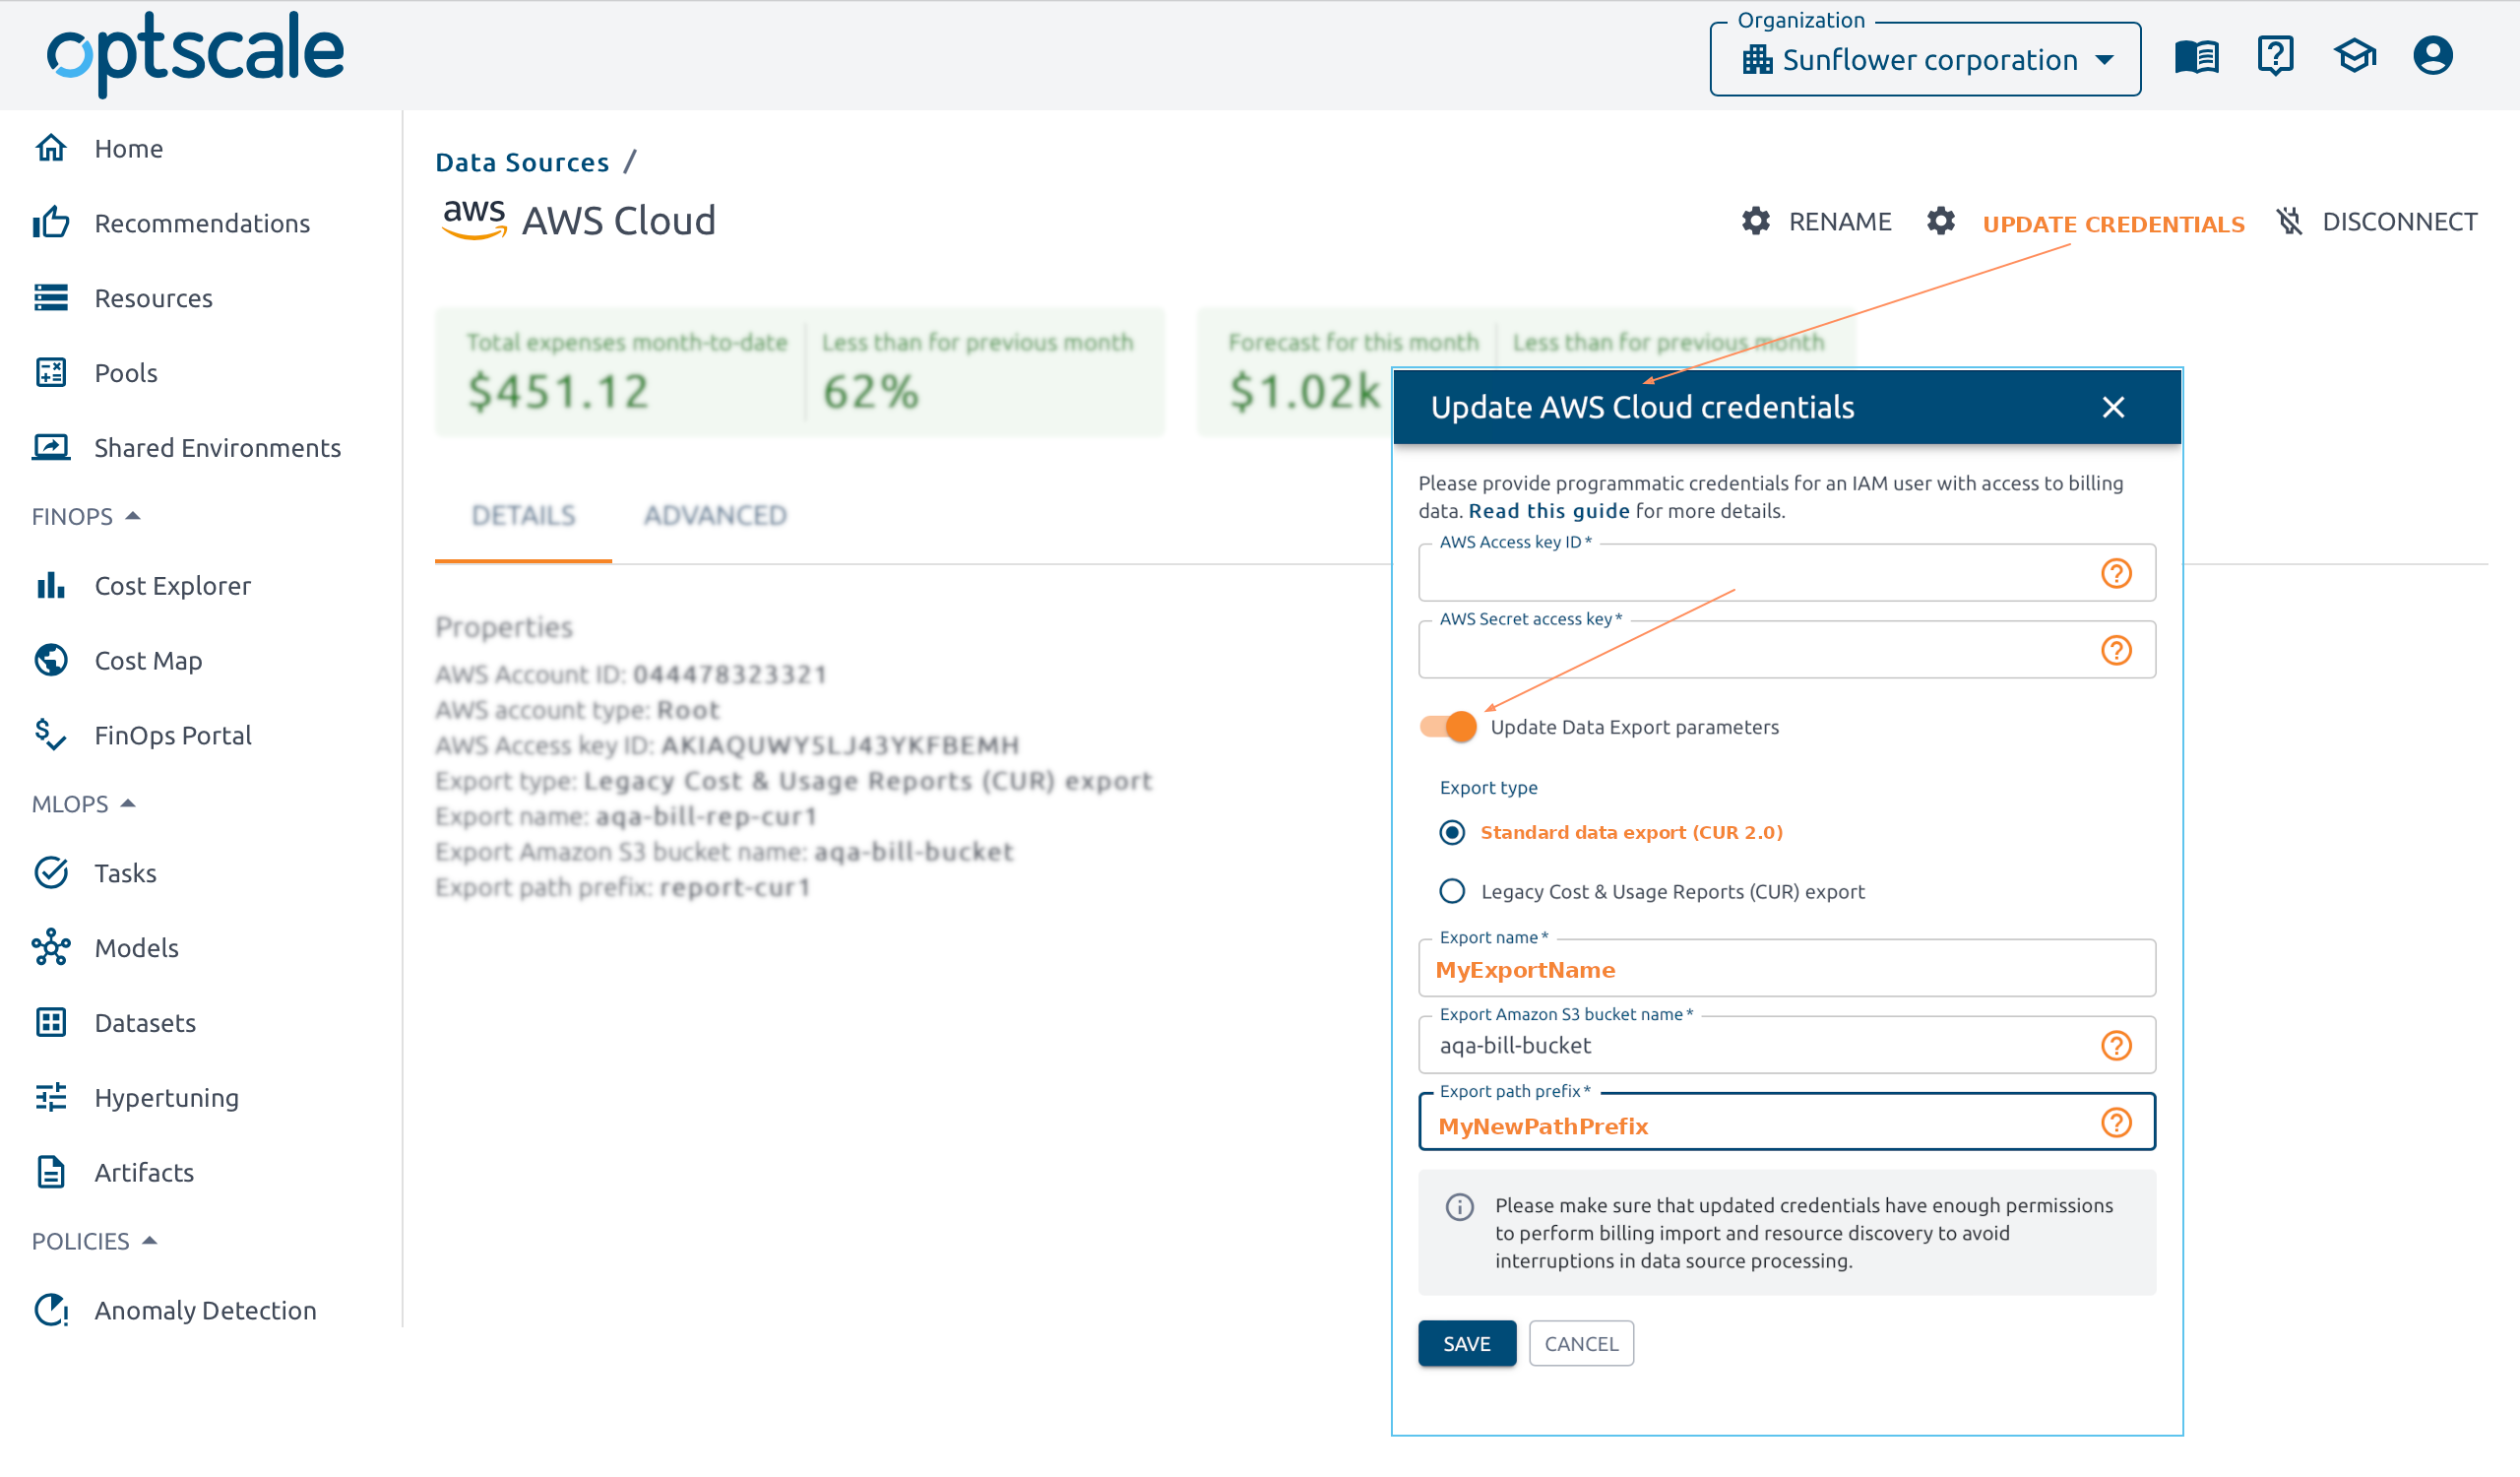 optscale
Organization
Sunflower corporation
Home
Recommendations
Resources
Pools
Shared Environments
FINOPS
Cost Explorer
Cost Map
FinOps Portal
MLOPS
Tasks
Models
Datasets
Hypertuning
Artifacts
POLICIES
Anomaly Detection
Data Sources /
aws AWS Cloud
RENAME UPDATE CREDENTIALS DISCONNECT
Total expenses month-to-date Less than for previous month
$451.12 62%
Forecast for this month Less than for previous month
$1.02k
DETAILS ADVANCED
Properties
AWS Account ID: 044478323321
AWS account type: Root
AWS Access key ID: AKIAQUWY5LJ43YKFBEMH
Export type: Legacy Cost & Usage Reports (CUR) export
Export name: aqa-bill-rep-cur1
Export Amazon S3 bucket name: aqa-bill-bucket
Export path prefix: report-cur1
Update AWS Cloud credentials
Please provide programmatic credentials for an IAM user with access to billing
data. Read this guide for more details.
AWS Access key ID *
AWS Secret access key *
Update Data Export parameters
Export type
Standard data export (CUR 2.0)
Legacy Cost & Usage Reports (CUR) export
Export name *
MyExportName
Export Amazon S3 bucket name *
aqa-bill-bucket
Export path prefix *
MyNewPathPrefix
Please make sure that updated credentials have enough permissions
to perform billing import and resource discovery to avoid
interruptions in data source processing.
SAVE CANCEL